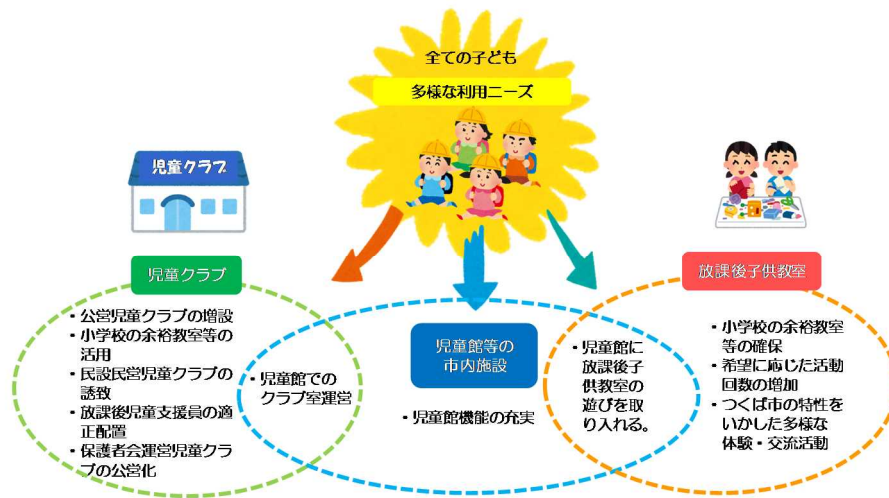 全ての子ども
多様な利用ニーズ
児童クラブ
児童クラブ
・公営児童クラブの増設
・小学校の余裕教室等の
活用
・民設民営児童クラブの
誘致
・放課後児童支援員の適
正配置
・保護者会運営児童クラ
ブの公営化
・児童館での
クラブ室運営
児童館等の
市内施設
・児童館機能の充実
・児童館に
放課後子
供教室の
遊びを取
り入れる。
放課後子供教室
・小学校の余裕教室
等の確保
・希望に応じた活動
回数の増加
・つくば市の特性を
いかした多様な
体験・交流活動